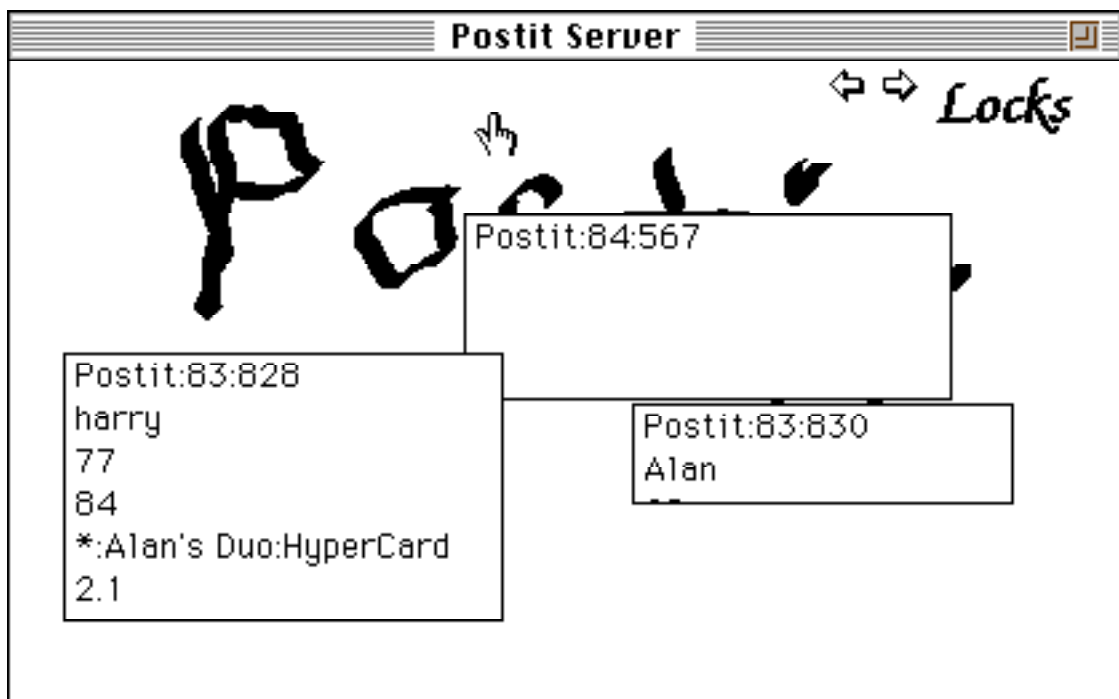 Postit Server
Locks
Postit:84:567
Postit:83:828
harry
77
84
*:Alan's Duo:HyperCard
2.1
Postit:83:830
Alan